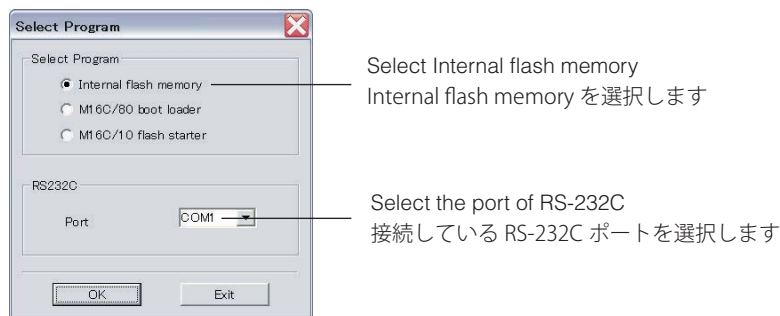 Select Program
Select Program
Internal flash memory
M16C/80 boot loader
M16C/10 flash starter
RS232C
Port
COM1
OK
Exit
Select Internal flash memory
Internal flash memory を選択します
Select the port of RS-232C
接続している RS-232C ポートを選択します